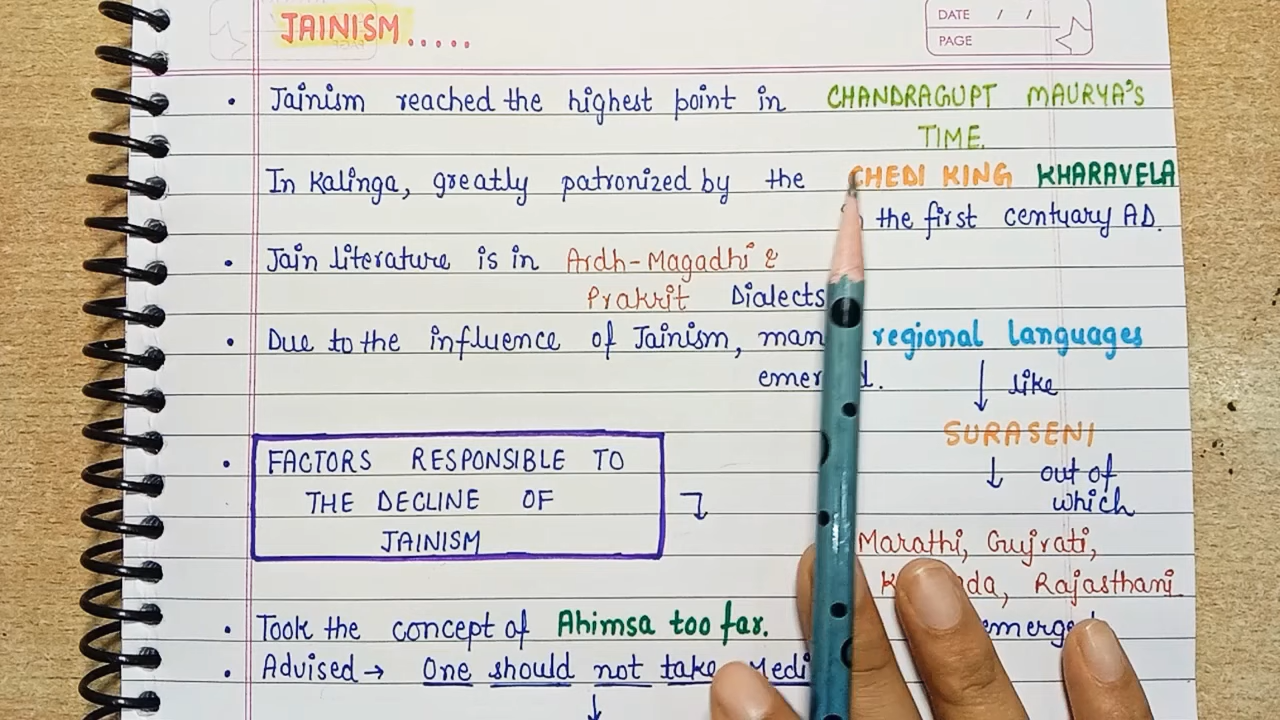 JAINISM.....
DATE / /
PAGE
• Jainism reached the highest point in CHANDRAGUPT MAURYA's
TIME.
In Kalinga, greatly patronized by the CHEDI KING KHARAVELA
the first centuary AD.
• Jain literature is in Ardh-Magadhi &
Prakrit Dialects
• Due to the influence of Jainism, regional languages
↓ like
SURASENI
↓ out of
which
Marathi, Gujrati,
Rajasthani
• FACTORS RESPONSIBLE TO
THE DECLINE OF
JAINISM
• Took the concept of Ahimsa too far.
• Advised → One should not take